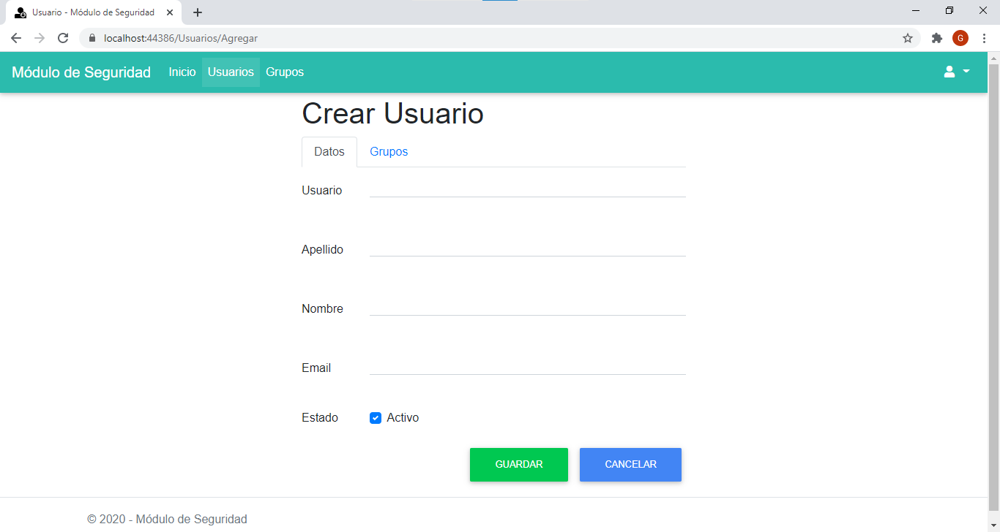 Usuario - Módulo de Seguridad
localhost:44386/Usuarios/Agregar
G
Módulo de Seguridad Inicio Usuarios Grupos
Crear Usuario
Datos Grupos
Usuario
Apellido
Nombre
Email
Estado Activo
GUARDAR CANCELAR
© 2020 - Módulo de Seguridad